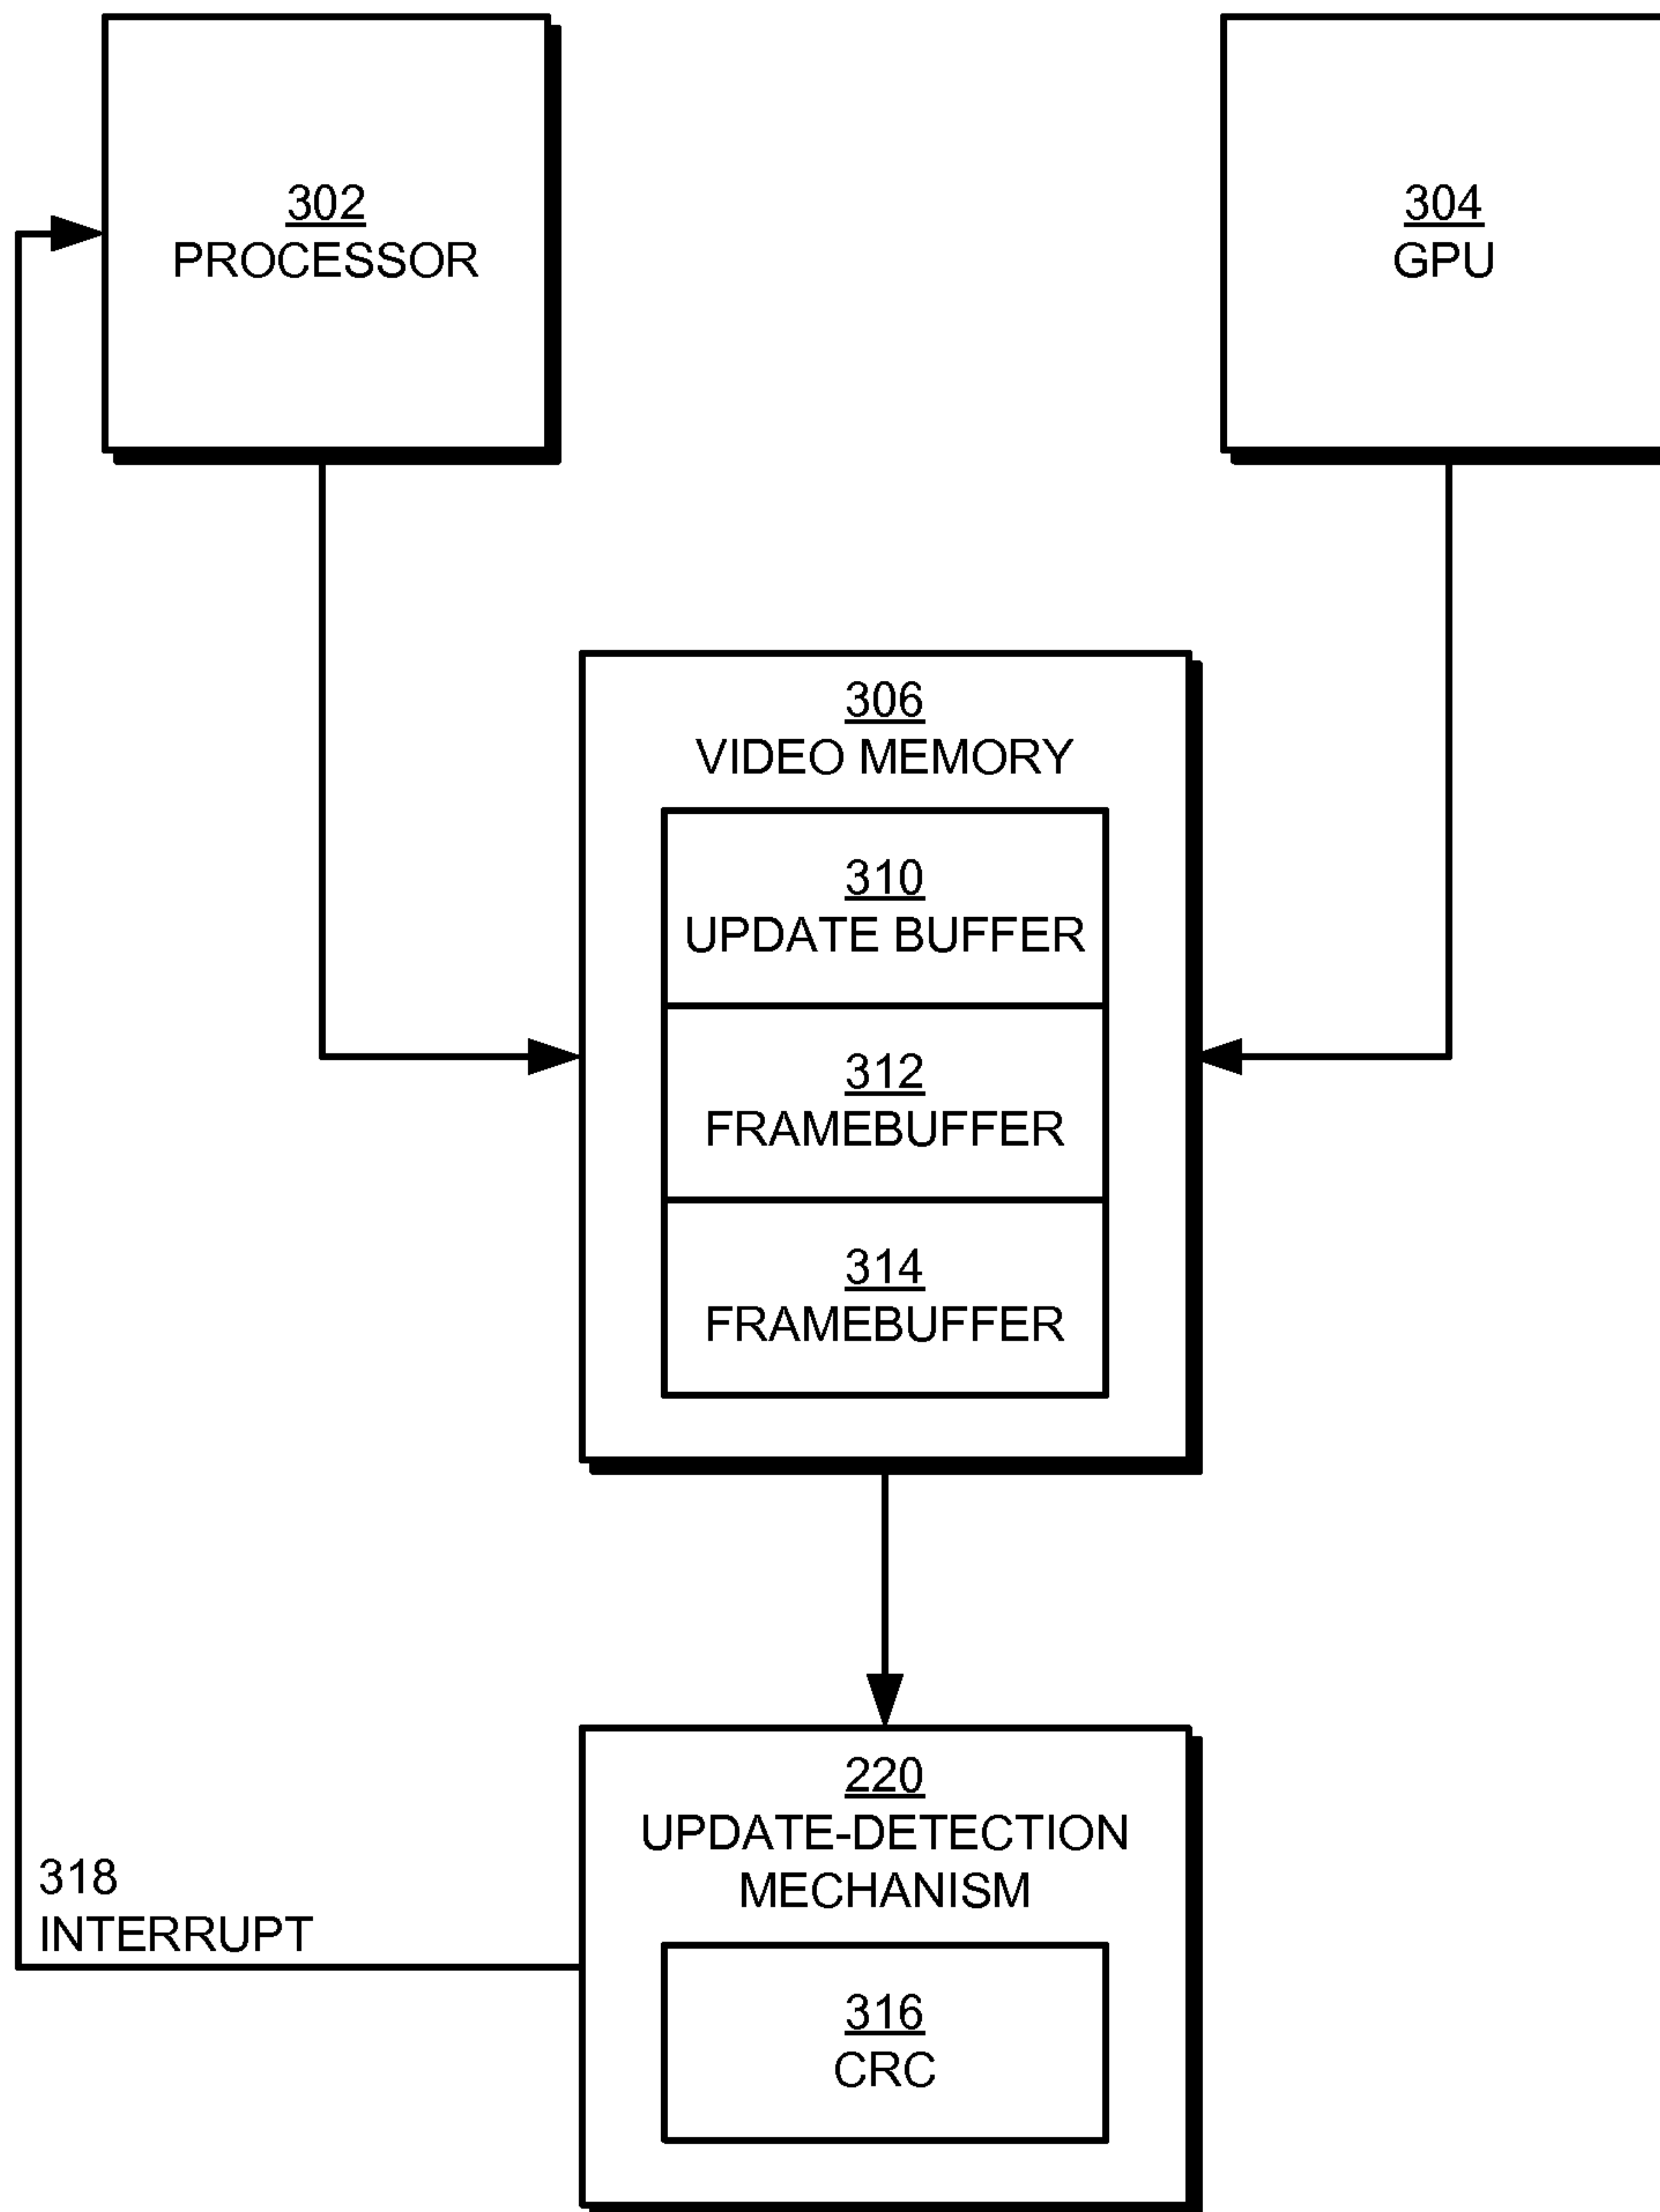 302
PROCESSOR
304
GPU
306
VIDEO MEMORY
310
UPDATE BUFFER
312
FRAMEBUFFER
314
FRAMEBUFFER
220
UPDATE-DETECTION
MECHANISM
318
INTERRUPT
316
CRC